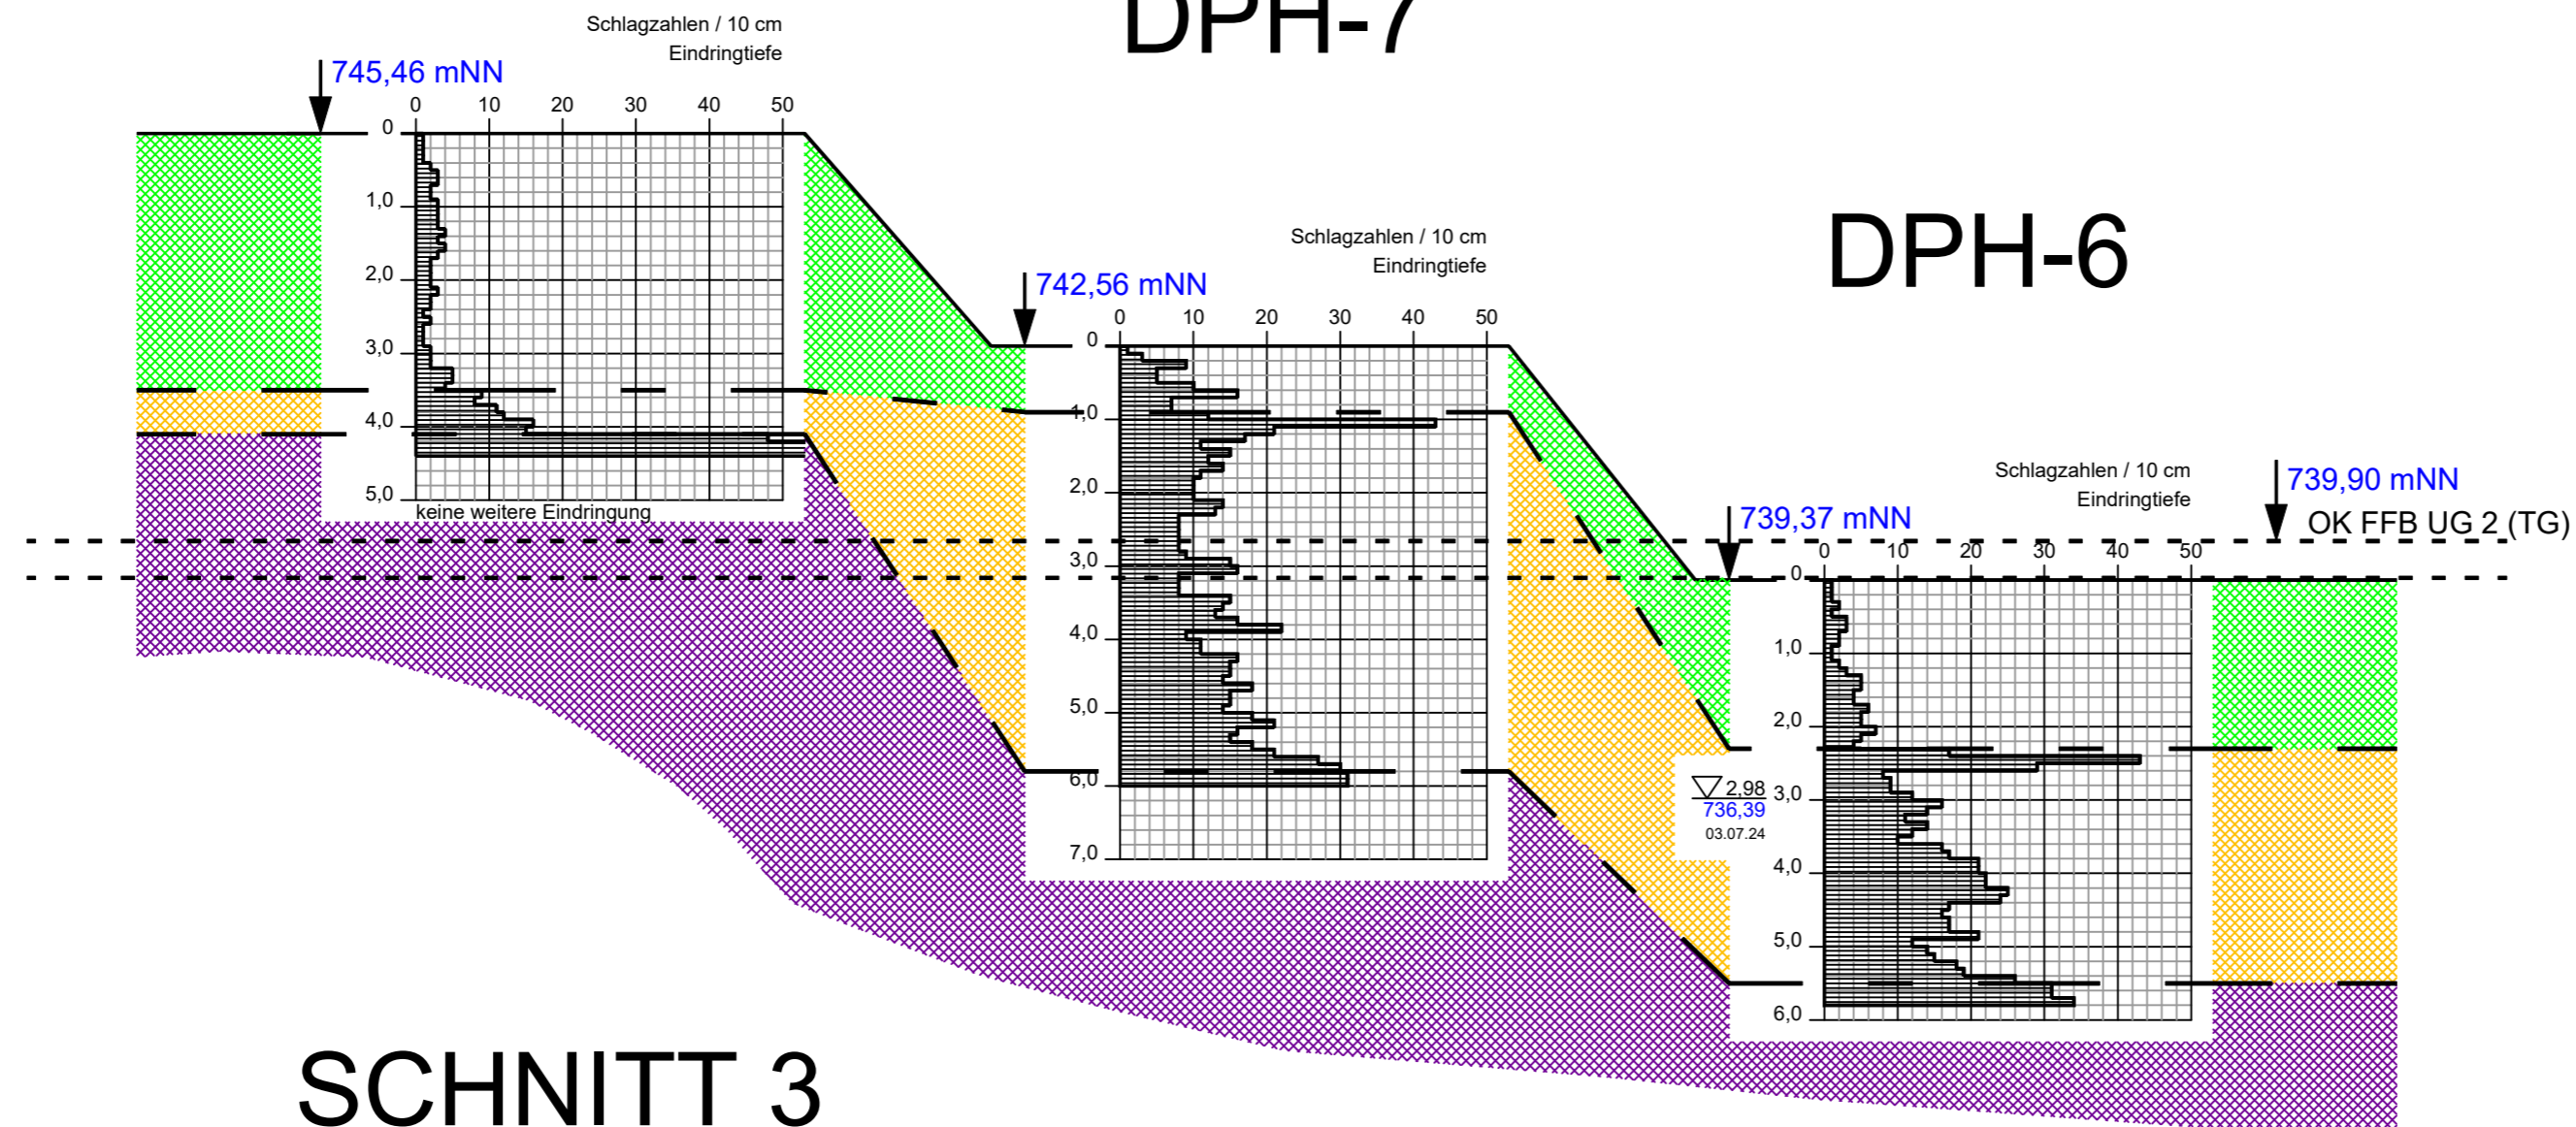 DPH-7
Schlagzahlen / 10 cm
Eindringtiefe
745,46 mNN
0 10 20 30 40 50
0
1,0
2,0
3,0
4,0
5,0
keine weitere Eindringung
Schlagzahlen / 10 cm
Eindringtiefe
742,56 mNN
0 10 20 30 40 50
0
1,0
2,0
3,0
4,0
5,0
6,0
7,0
DPH-6
Schlagzahlen / 10 cm
Eindringtiefe
739,37 mNN
0 10 20 30 40 50
0
1,0
2,0
3,0
4,0
5,0
6,0
2,98
736,39
03.07.24
739,90 mNN
OK FFB UG 2 (TG)
SCHNITT 3